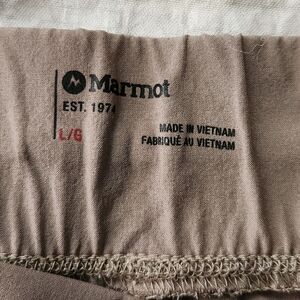 Marmot
EST. 1974
L/G
MADE IN VIETNAM
FABRIQUÉ AU VIETNAM